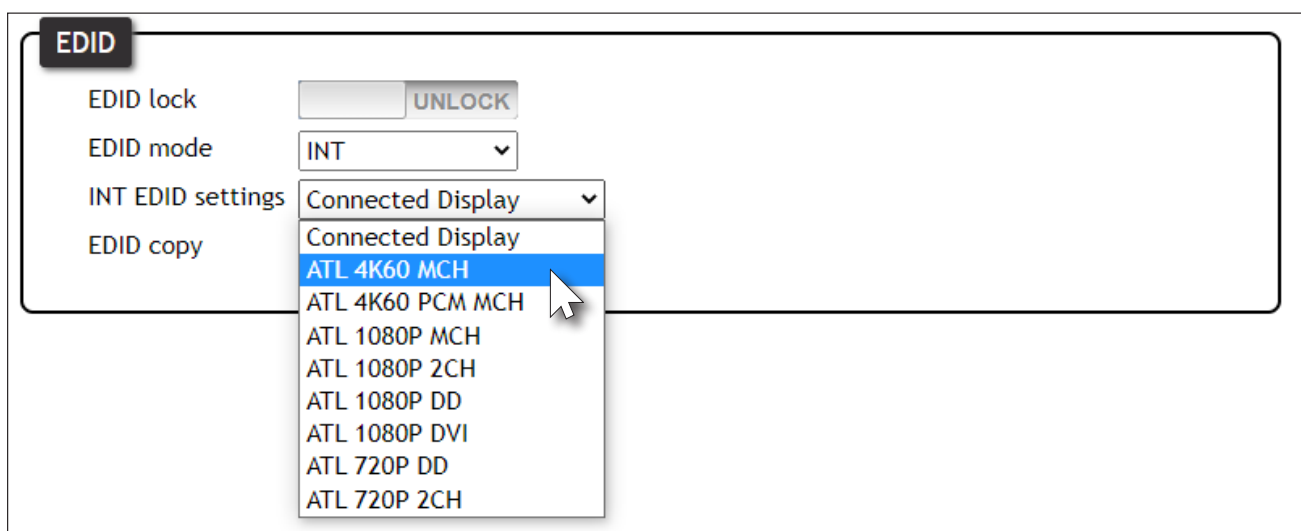 EDID
EDID lock UNLOCK
EDID mode INT
INT EDID settings Connected Display
EDID copy Connected Display
ATL 4K60 MCH
ATL 4K60 PCM MCH
ATL 1080P MCH
ATL 1080P 2CH
ATL 1080P DD
ATL 1080P DVI
ATL 720P DD
ATL 720P 2CH